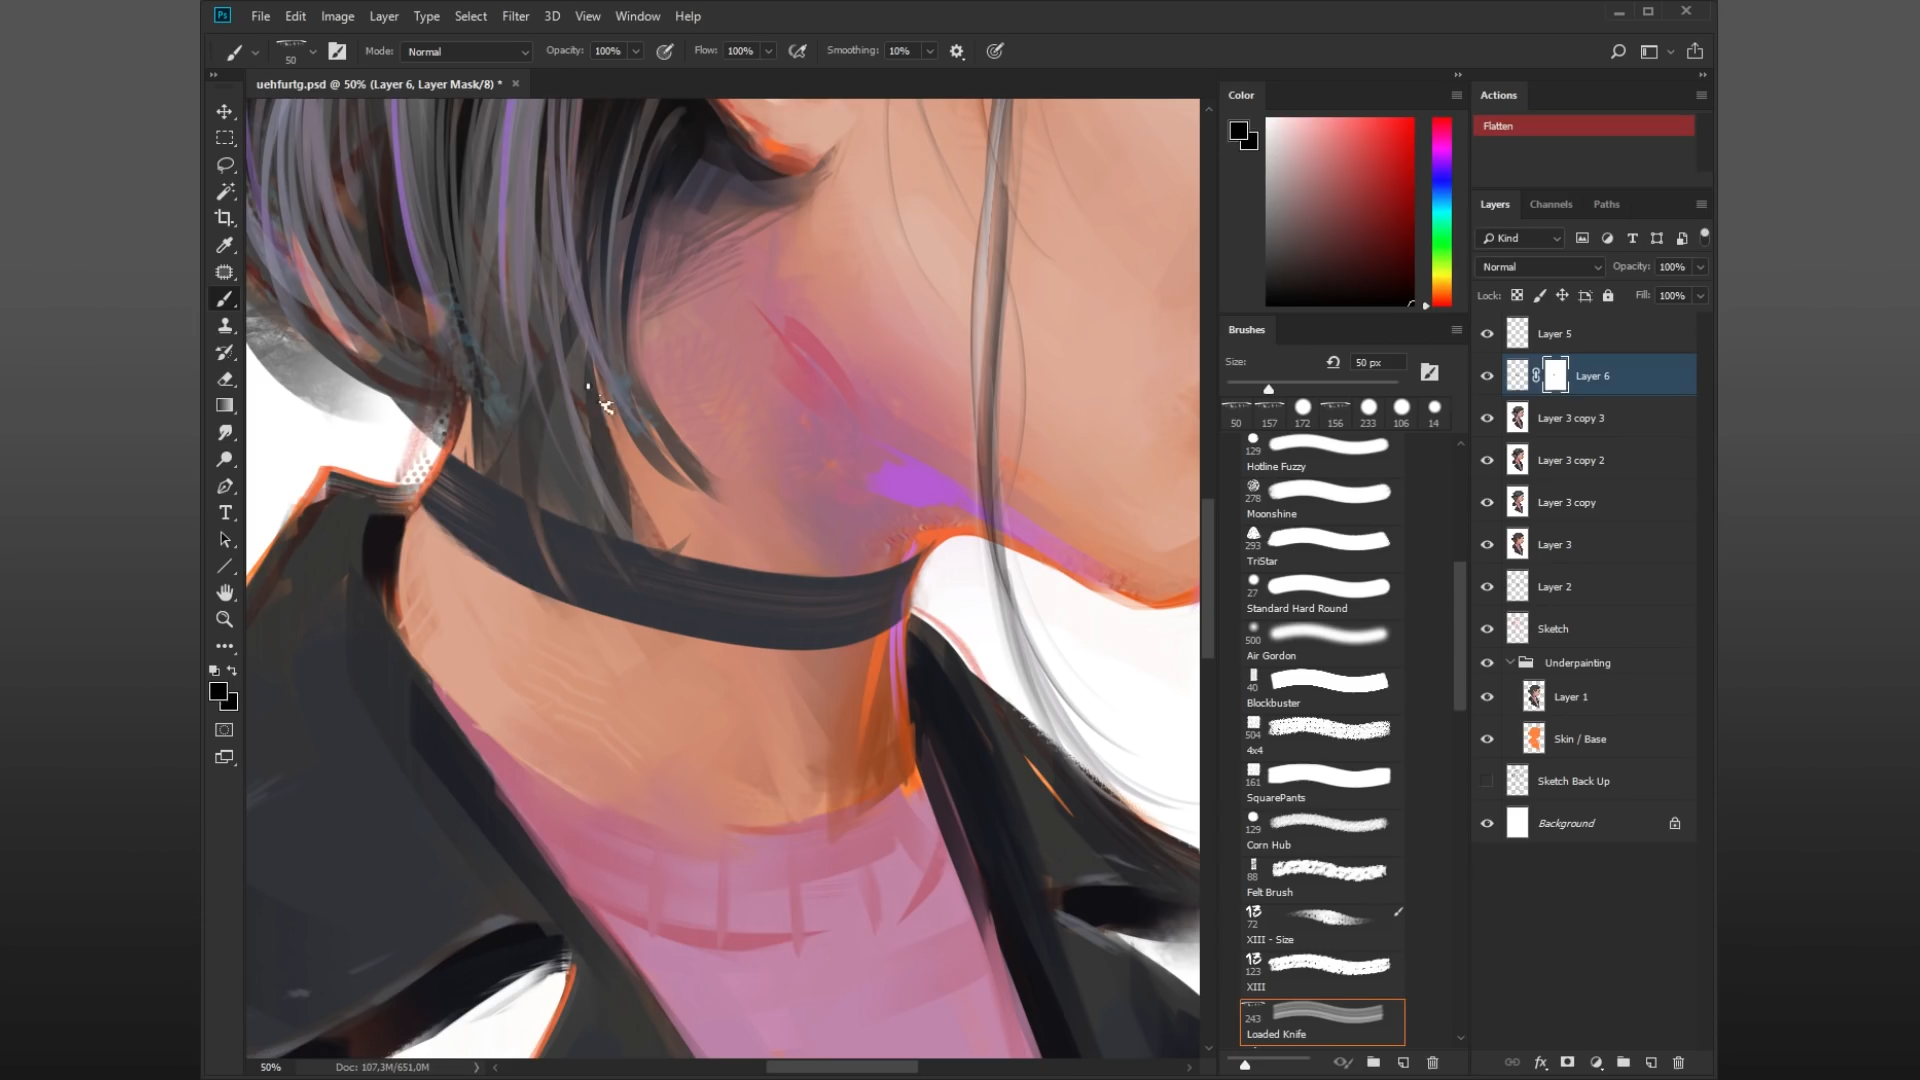 Ps File Edit Image Layer Type Select Filter 3D View Window Help
50 Mode: Normal Opacity: 100% Flow: 100% Smoothing: 10%
uehfurtg.psd @ 50% (Layer 6, Layer Mask/8) *
Color
Brushes
Size: 50 px
50 157 172 156 233 106 14
129
Hotline Fuzzy
278
Moonshine
293
TriStar
27
Standard Hard Round
500
Air Gordon
40
Blockbuster
504
4x4
161
SquarePants
129
Corn Hub
88
Felt Brush
13
72
XIII - Size
13
123
XIII
243
Loaded Knife
Actions
Flatten
Layers Channels Paths
Kind
Normal Opacity: 100%
Lock: Fill: 100%
Layer 5
Layer 6
Layer 3 copy 3
Layer 3 copy 2
Layer 3 copy
Layer 3
Layer 2
Sketch
Underpainting
Layer 1
Skin / Base
Sketch Back Up
Background
fx
50% Doc: 107,3M/651,0M